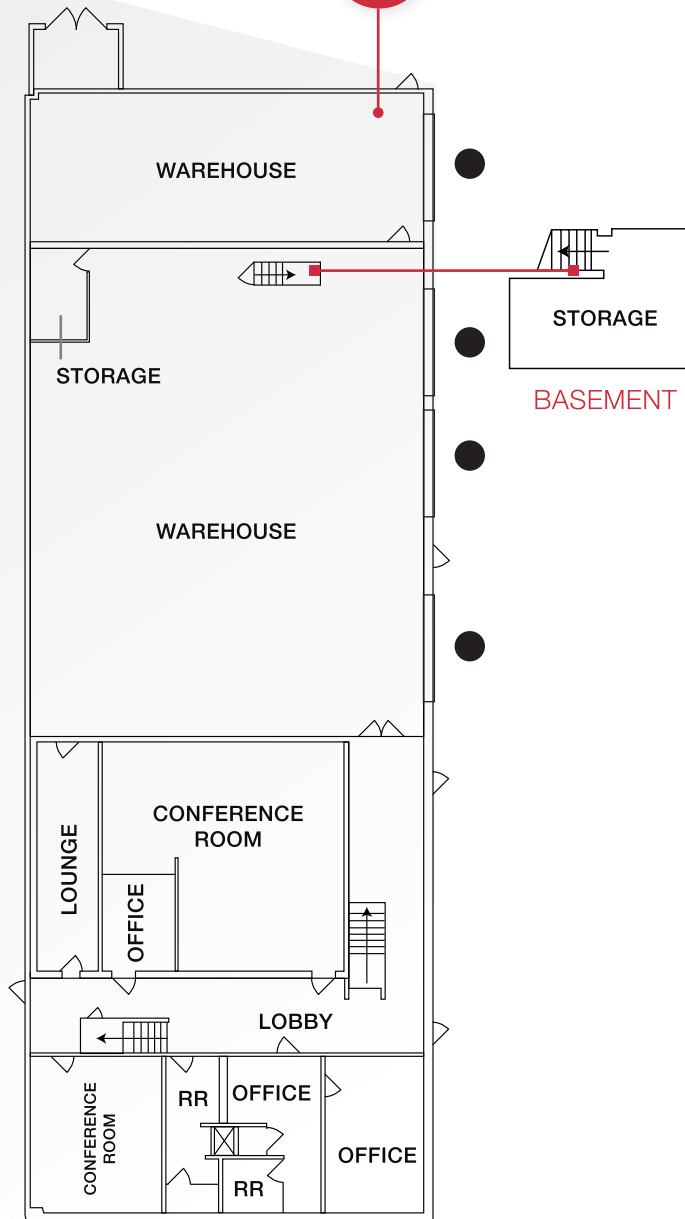 WAREHOUSE
STORAGE
BASEMENT
STORAGE
WAREHOUSE
CONFERENCE
ROOM
LOUNGE
OFFICE
LOBBY
CONFERENCE
ROOM
RR
OFFICE
OFFICE
RR